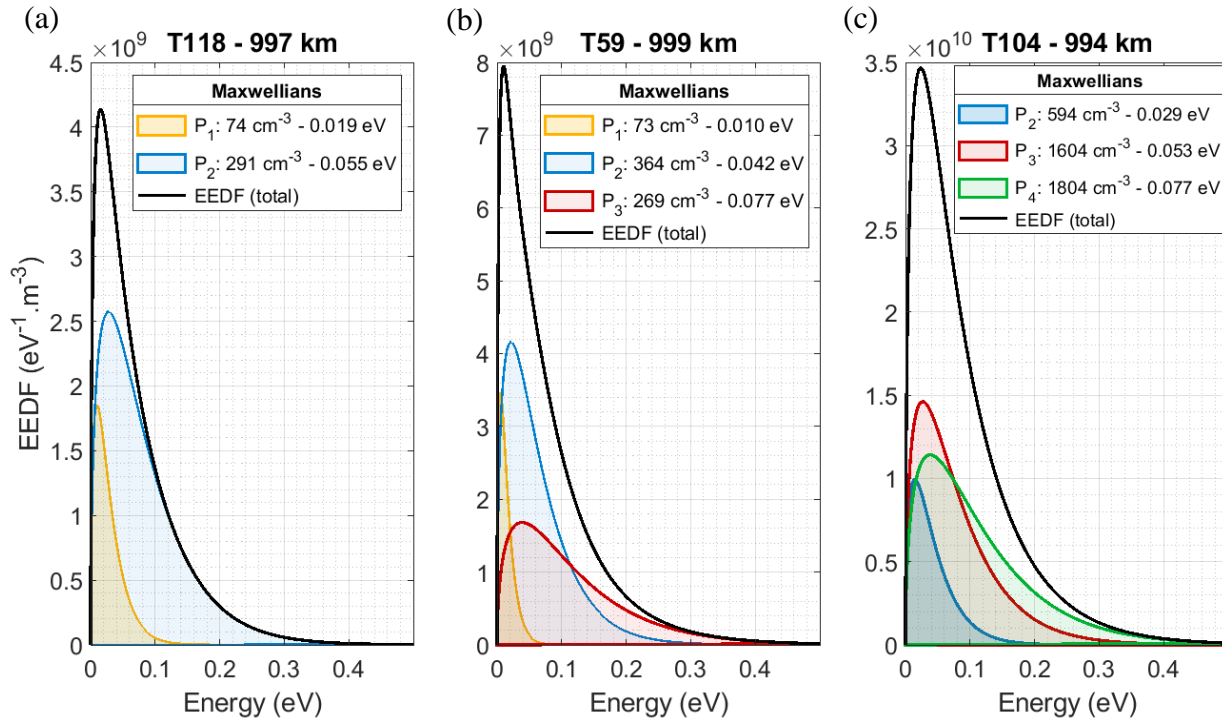 (a)
T118 - 997 km
×10⁹
EEDF (eV⁻¹.m⁻³)
4.5
4
3.5
3
2.5
2
1.5
1
0.5
0
Maxwellians
P₁: 74 cm⁻³ - 0.019 eV
P₂: 291 cm⁻³ - 0.055 eV
EEDF (total)
0 0.1 0.2 0.3 0.4
Energy (eV)
(b)
T59 - 999 km
×10⁹
8
7
6
5
4
3
2
1
0
Maxwellians
P₁: 73 cm⁻³ - 0.010 eV
P₂: 364 cm⁻³ - 0.042 eV
P₃: 269 cm⁻³ - 0.077 eV
EEDF (total)
0 0.1 0.2 0.3 0.4
Energy (eV)
(c)
T104 - 994 km
×10¹⁰
3.5
3
2.5
2
1.5
1
0.5
0
Maxwellians
P₂: 594 cm⁻³ - 0.029 eV
P₃: 1604 cm⁻³ - 0.053 eV
P₄: 1804 cm⁻³ - 0.077 eV
EEDF (total)
0 0.1 0.2 0.3 0.4
Energy (eV)